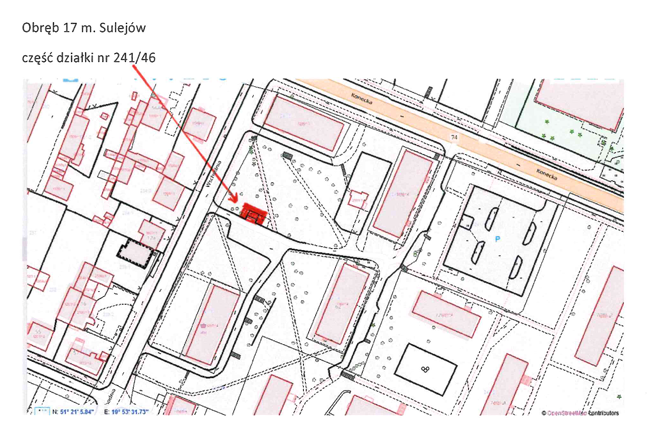 Obręb 17 m. Sulejów
część działki nr 241/46
Konecka
74
Konecka
P
N: 51° 21' 5.84" E: 19° 53' 31.73"
© OpenStreetMap contributors